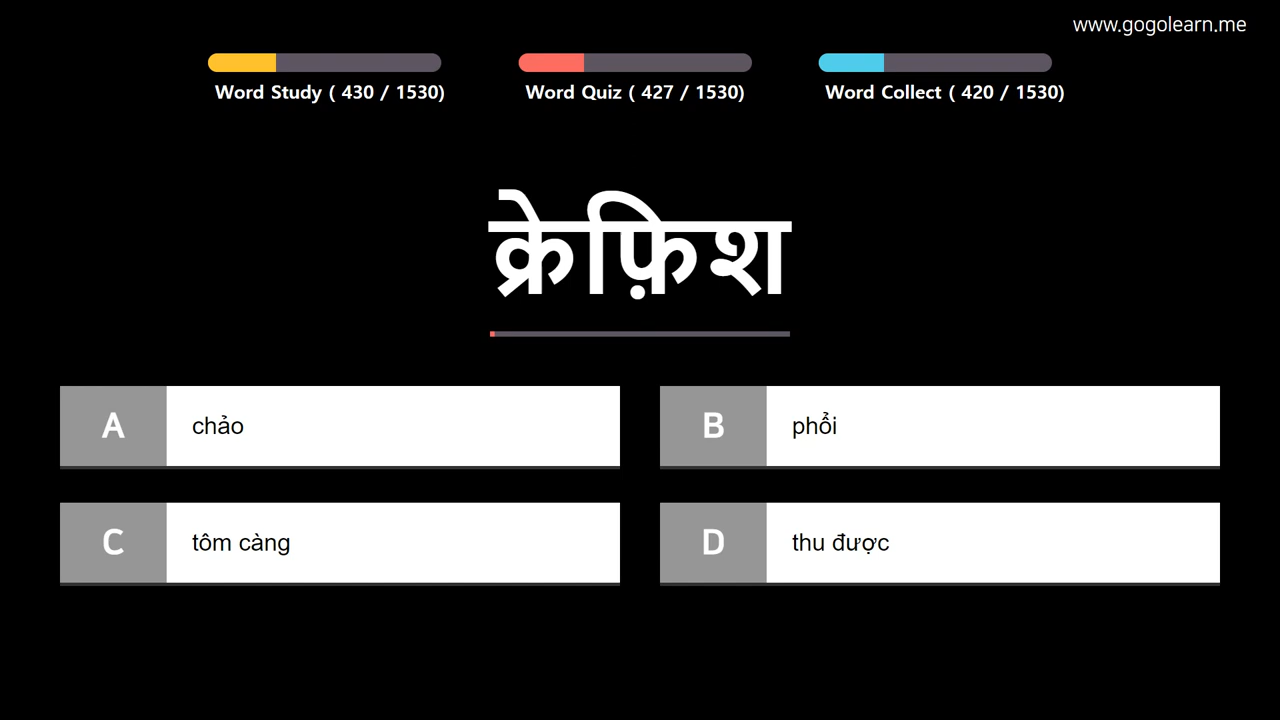 www.gogolearn.me
Word Study ( 430 / 1530)
Word Quiz ( 427 / 1530)
Word Collect ( 420 / 1530)
क्रेफ़िश
A chảo
B phổi
C tôm càng
D thu được